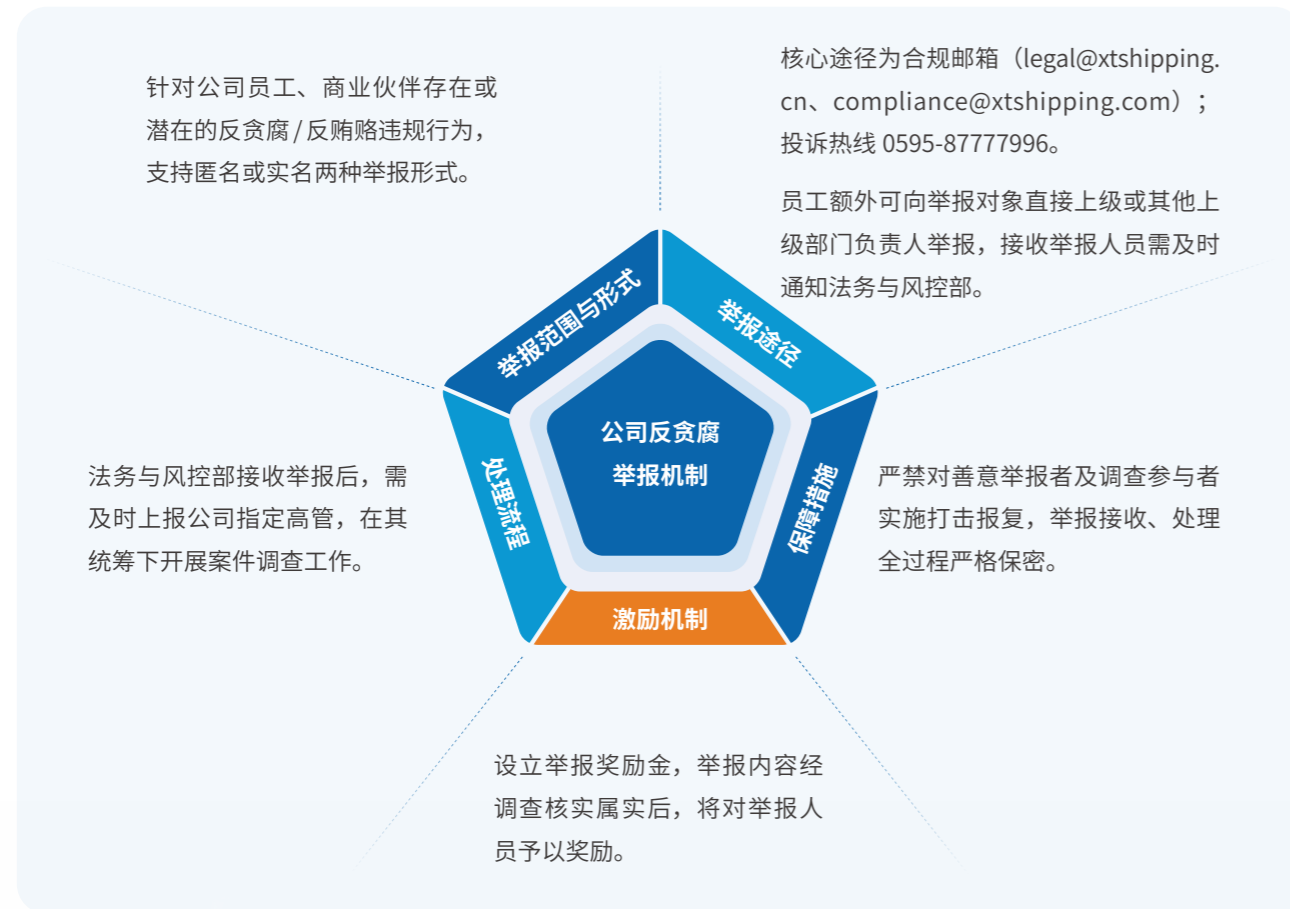 针对公司员工、商业伙伴存在或
潜在的反贪腐/反贿赂违规行为，
支持匿名或实名两种举报形式。
核心途径为合规邮箱（legal@xtshipping.
cn、compliance@xtshipping.com）；
投诉热线 0595-87777996。
员工额外可向举报对象直接上级或其他上
级部门负责人举报，接收举报人员需及时
通知法务与风控部。
举报范围与形式
举报途径
公司反贪腐
举报机制
处理流程
保障措施
激励机制
法务与风控部接收举报后，需
及时上报公司指定高管，在其
统筹下开展案件调查工作。
严禁对善意举报者及调查参与者
实施打击报复，举报接收、处理
全过程严格保密。
设立举报奖励金，举报内容经
调查核实属实后，将对举报人
员予以奖励。